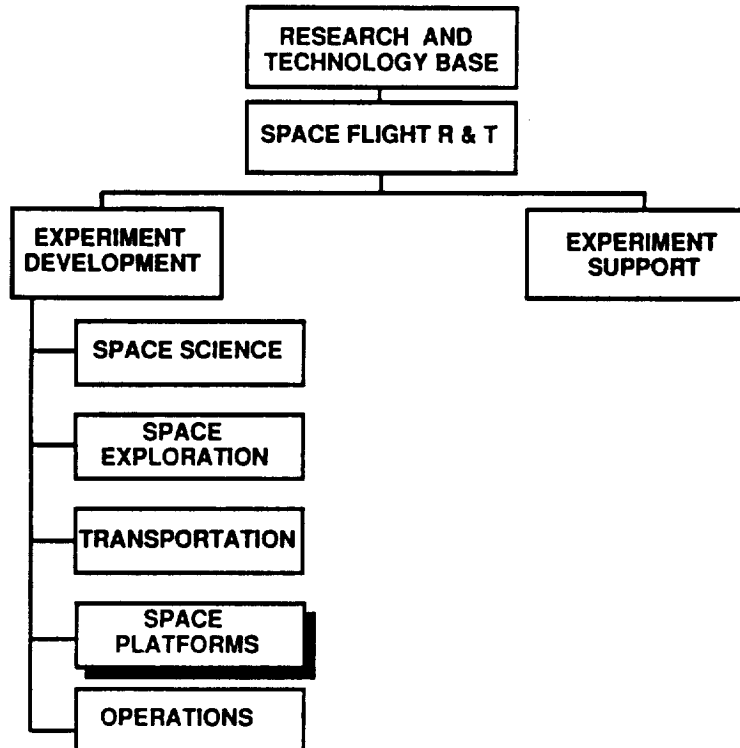 RESEARCH AND
TECHNOLOGY BASE
SPACE FLIGHT R & T
EXPERIMENT
DEVELOPMENT
EXPERIMENT
SUPPORT
SPACE SCIENCE
SPACE
EXPLORATION
TRANSPORTATION
SPACE
PLATFORMS
OPERATIONS